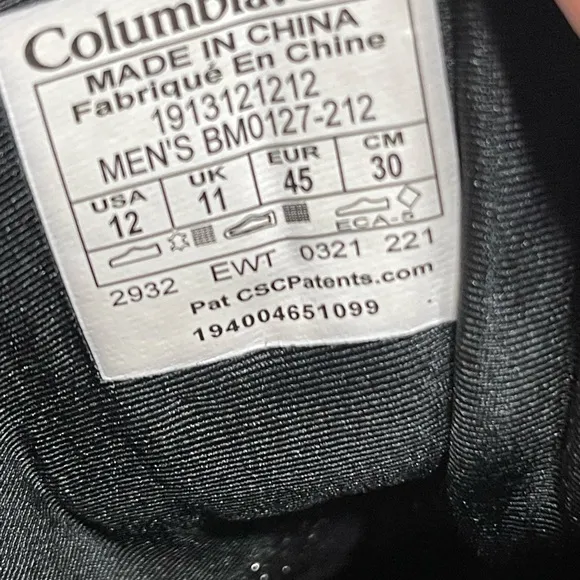 Columbia
MADE IN CHINA
Fabriqué En Chine
1913121212
MEN'S BM0127-212
USA UK EUR CM
12 11 45 30
2932 EWT 0321 221
Pat CSCPatents.com
194004651099